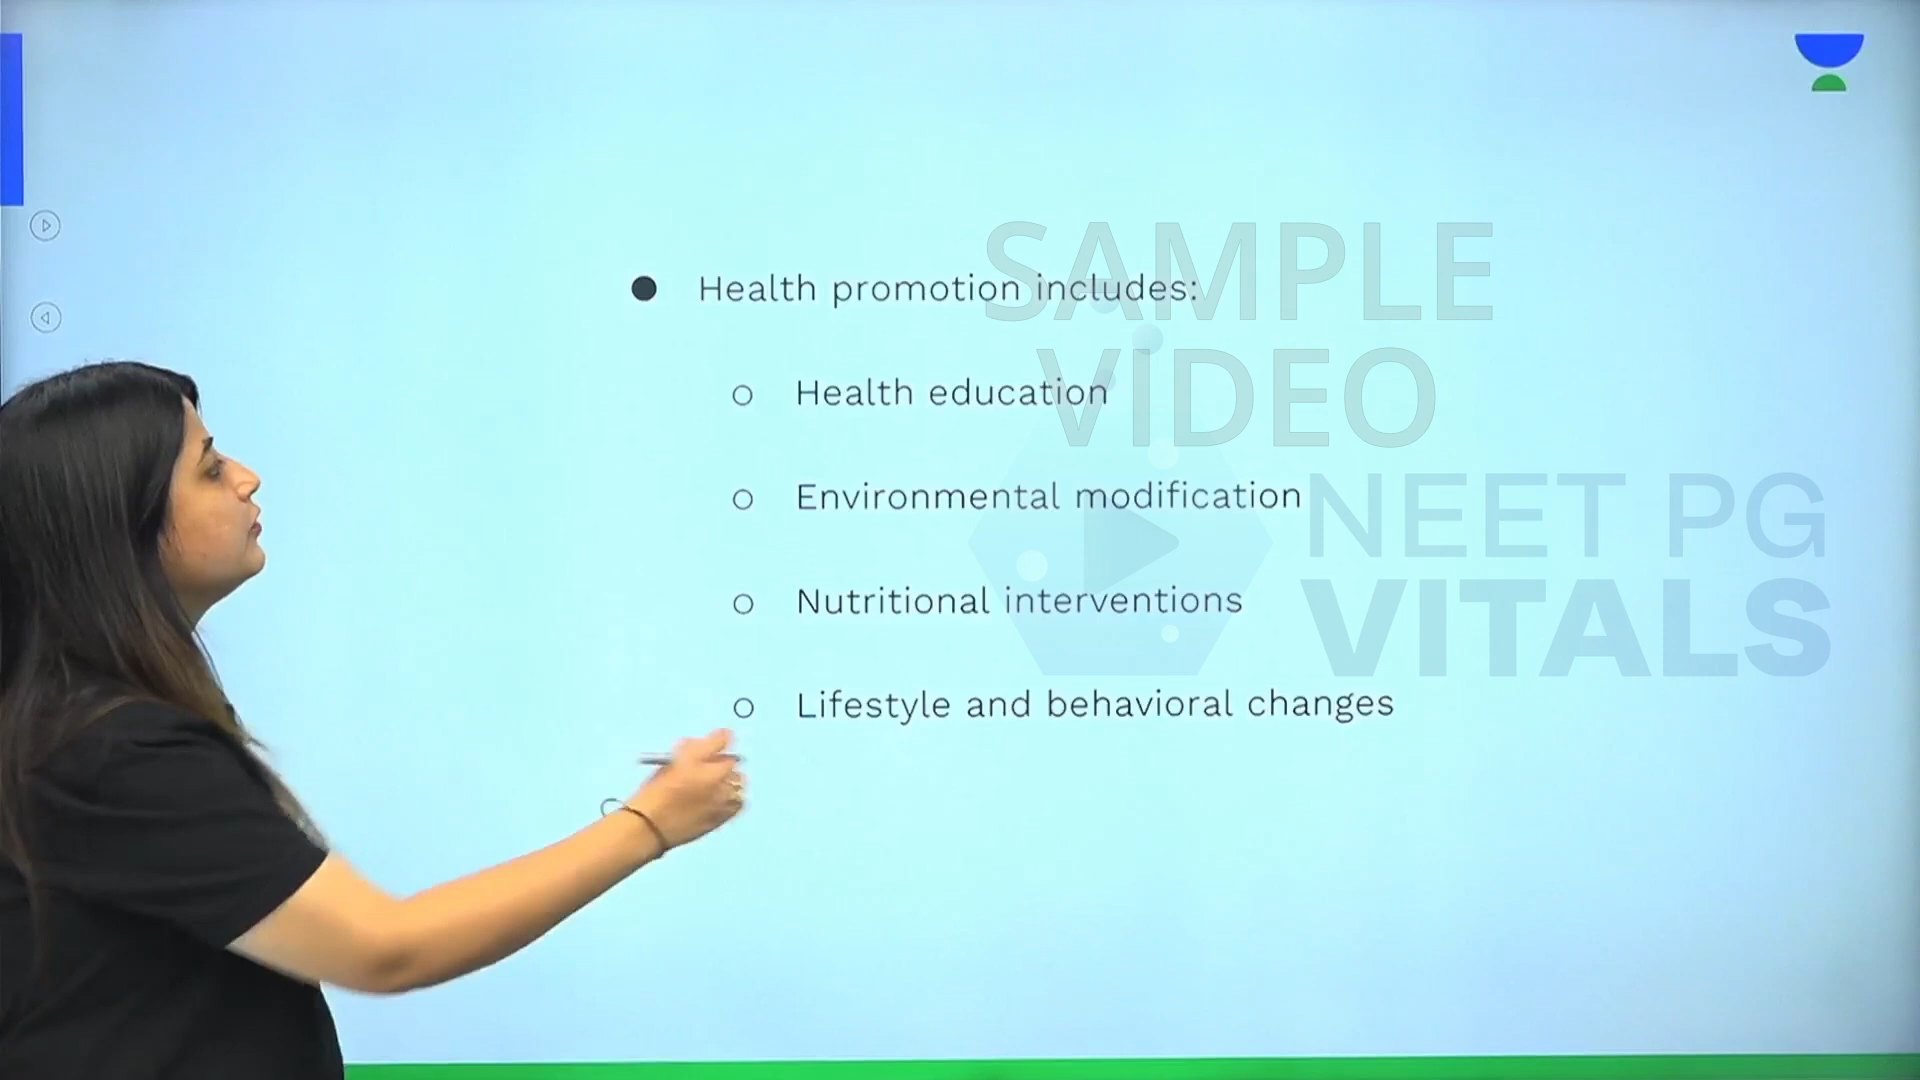 ● Health promotion includes:
○ Health education
○ Environmental modification
○ Nutritional interventions
○ Lifestyle and behavioral changes
SAMPLE
VIDEO
NEET PG
VITALS